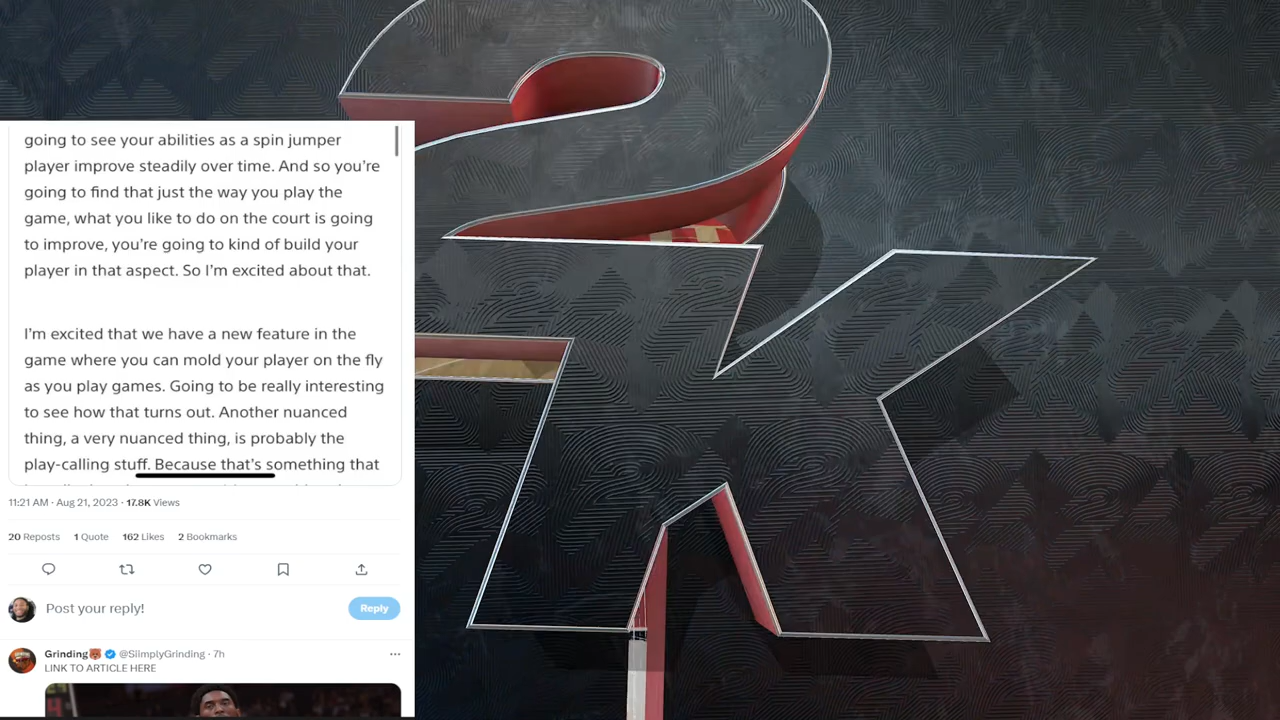 2K
going to see your abilities as a spin jumper
player improve steadily over time. And so you're
going to find that just the way you play the
game, what you like to do on the court is going
to improve, you're going to kind of build your
player in that aspect. So I'm excited about that.
I'm excited that we have a new feature in the
game where you can mold your player on the fly
as you play games. Going to be really interesting
to see how that turns out. Another nuanced
thing, a very nuanced thing, is probably the
play-calling stuff. Because that's something that
11:21 AM · Aug 21, 2023 · 17.8K Views
20 Reposts 1 Quote 162 Likes 2 Bookmarks
Post your reply!
Reply
Grinding @SilmplyGrinding · 7h
LINK TO ARTICLE HERE